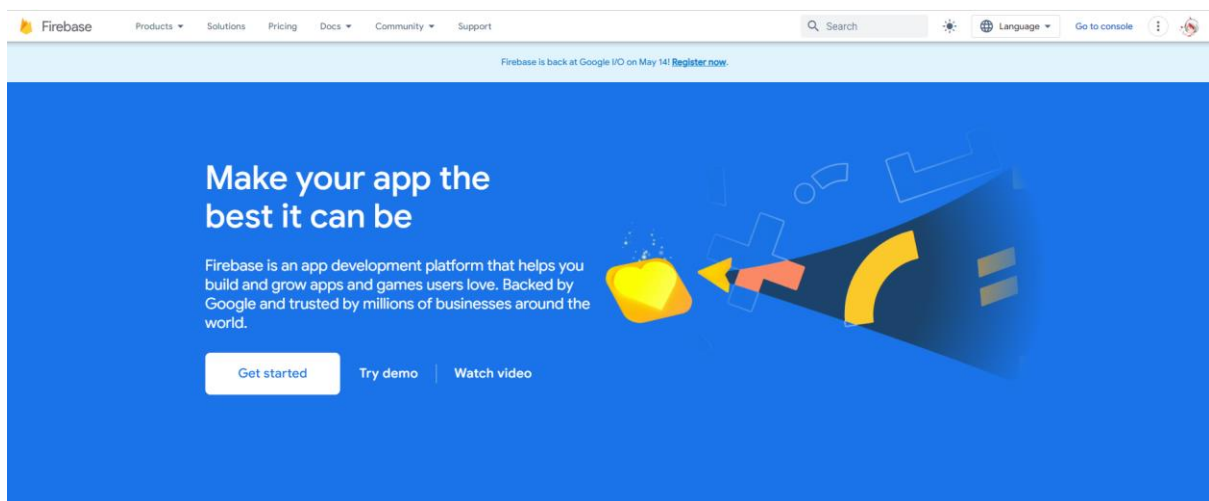 Firebase Products Solutions Pricing Docs Community Support Search Language Go to console
Firebase is back at Google I/O on May 14! Register now.
Make your app the
best it can be
Firebase is an app development platform that helps you
build and grow apps and games users love. Backed by
Google and trusted by millions of businesses around the
world.
Get started Try demo Watch video